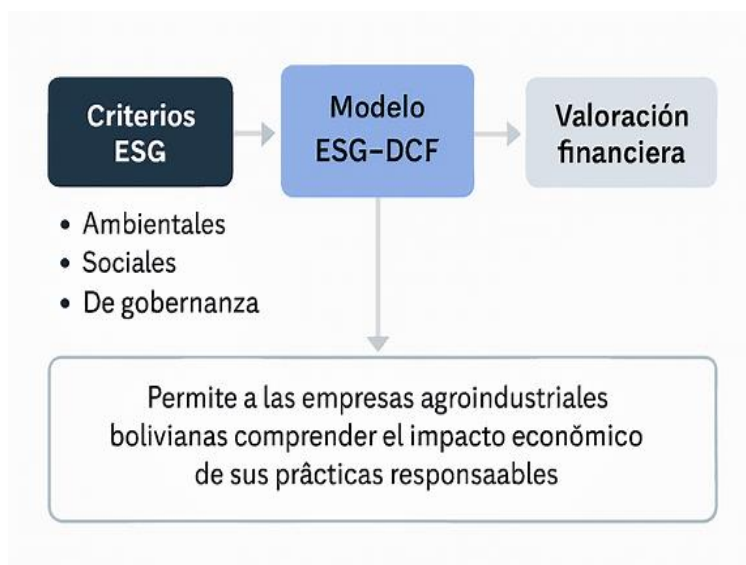 Criterios
ESG
Modelo
ESG–DCF
Valoración
financiera
• Ambientales
• Sociales
• De gobernanza
Permite a las empresas agroindustriales
bolivianas comprender el impacto econǒmico
de sus prâcticas responsaables